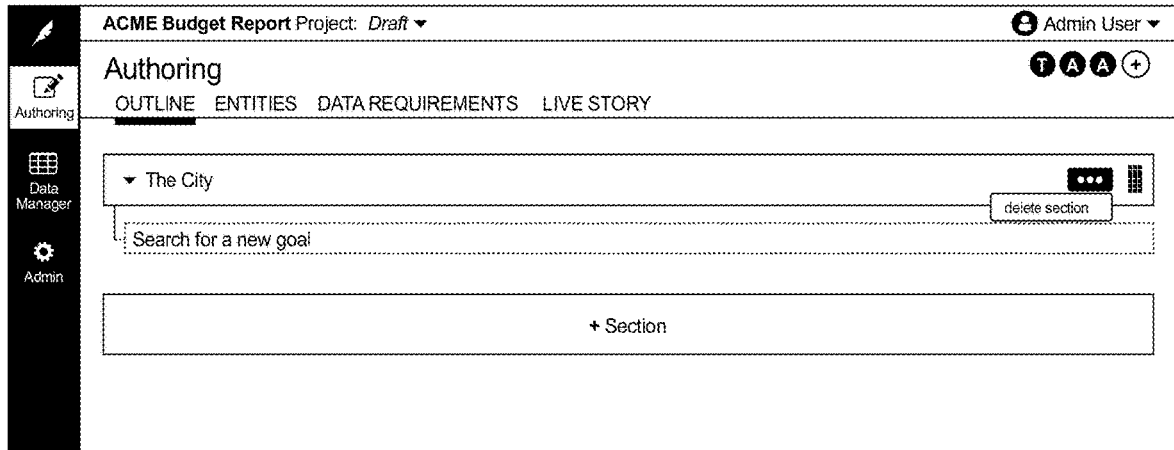 ACME Budget Report Project: Draft
Admin User
Authoring
T A A +
OUTLINE ENTITIES DATA REQUIREMENTS LIVE STORY
Authoring
Data
Manager
Admin
The City
delete section
Search for a new goal
+ Section